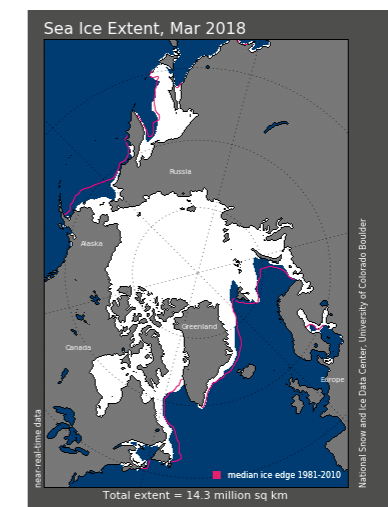 Sea Ice Extent, Mar 2018
Russia
Alaska
Greenland
Canada
Europe
median ice edge 1981-2010
near-real-time data
National Snow and Ice Data Center, University of Colorado Boulder
Total extent = 14.3 million sq km